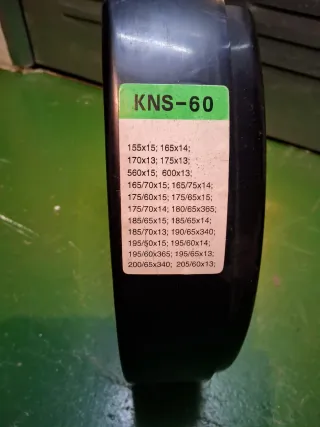 KNS-60
155x15; 165x14;
170x13; 175x13;
560x15; 600x13;
165/70x15; 165/75x14;
175/60x15; 175/65x15;
175/70x14; 180/65x365;
185/65x15; 185/65x14;
185/70x13; 190/65x340;
195/50x15; 195/60x14;
195/60x365; 195/65x13;
200/65x340; 205/60x13;